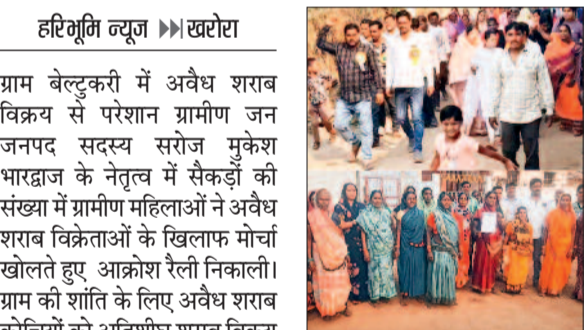 हरिभूमि न्यूज ▶▶| खरोरा
ग्राम बेल्टुकरी में अवैध शराब
विक्रय से परेशान ग्रामीण जन
जनपद सदस्य सरोज मुकेश
भारद्वाज के नेतृत्व में सैकड़ों की
संख्या में ग्रामीण महिलाओं ने अवैध
शराब विक्रेताओं के खिलाफ मोर्चा
खोलते हुए आक्रोश रैली निकाली।
ग्राम की शांति के लिए अवैध शराब